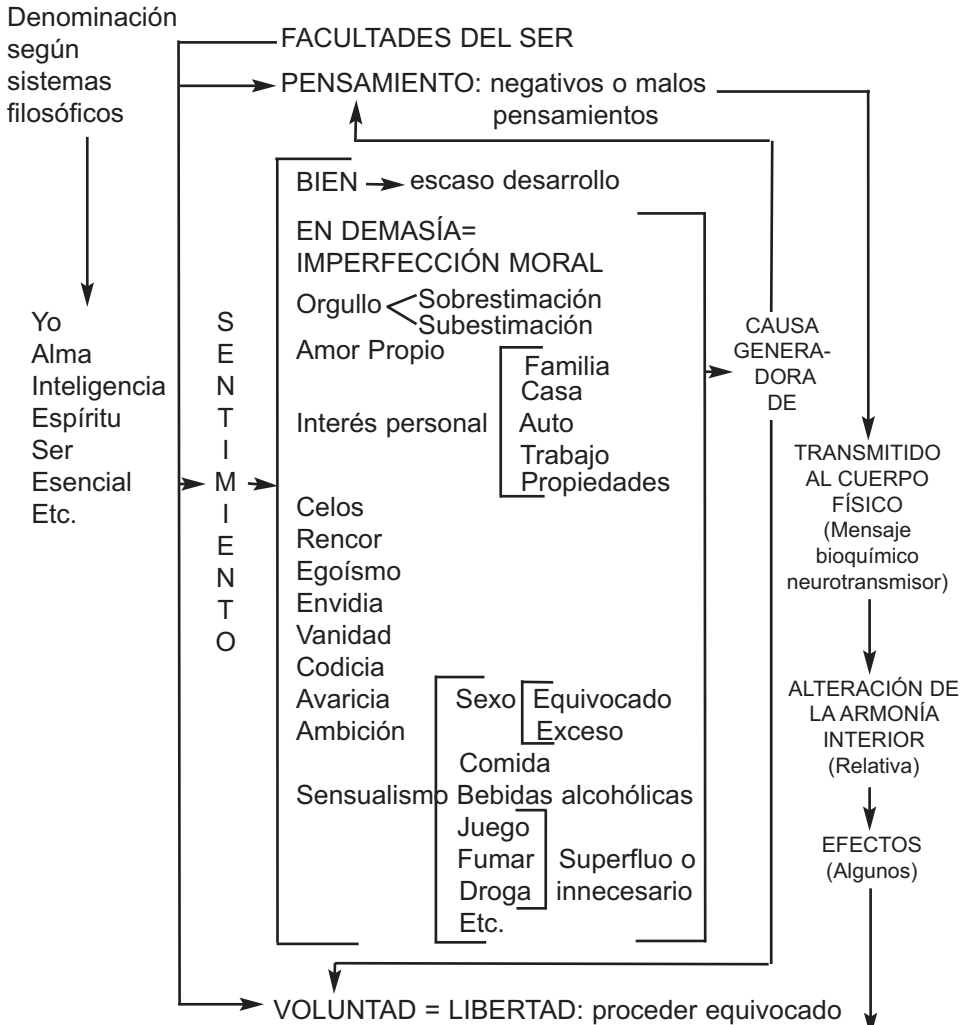 Denominación
según
sistemas
filosóficos
Yo
Alma
Inteligencia
Espíritu
Ser
Esencial
Etc.
FACULTADES DEL SER
PENSAMIENTO: negativos o malos
pensamientos
S
E
N
T
I
M
I
E
N
T
O
BIEN escaso desarrollo
EN DEMASÍA=
IMPERFECCIÓN MORAL
Orgullo
Sobrestimación
Subestimación
Amor Propio
Interés personal
Familia
Casa
Auto
Trabajo
Propiedades
Celos
Rencor
Egoísmo
Envidia
Vanidad
Codicia
Avaricia
Ambición
Sensualismo
Sexo
Equivocado
Exceso
Comida
Bebidas alcohólicas
Juego
Fumar
Droga
Superfluo o
innecesario
Etc.
CAUSA
GENERA-
DORA
DE
VOLUNTAD = LIBERTAD: proceder equivocado
TRANSMITIDO
AL CUERPO
FÍSICO
(Mensaje
bioquímico
neurotransmisor)
ALTERACIÓN DE
LA ARMONÍA
INTERIOR
(Relativa)
EFECTOS
(Algunos)